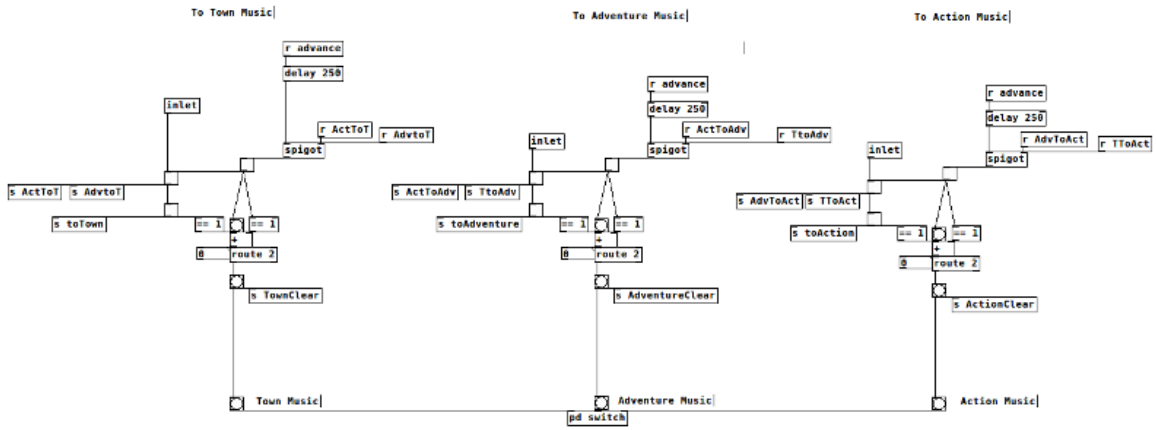 To Town Music
To Adventure Music
To Action Music
r advance
delay 250
inlet
r ActToT
r AdvtoT
spigot
s ActToT
s AdvtoT
s toTown
== 1
== 1
+
0
route 2
s TownClear
Town Music
r advance
delay 250
inlet
r ActToAdv
r TtoAdv
spigot
s ActToAdv
s TtoAdv
s toAdventure
== 1
== 1
+
0
route 2
s AdventureClear
Adventure Music
pd switch
r advance
delay 250
inlet
r AdvToAct
r TToAct
spigot
s AdvToAct
s TToAct
s toAction
== 1
== 1
+
0
route 2
s ActionClear
Action Music